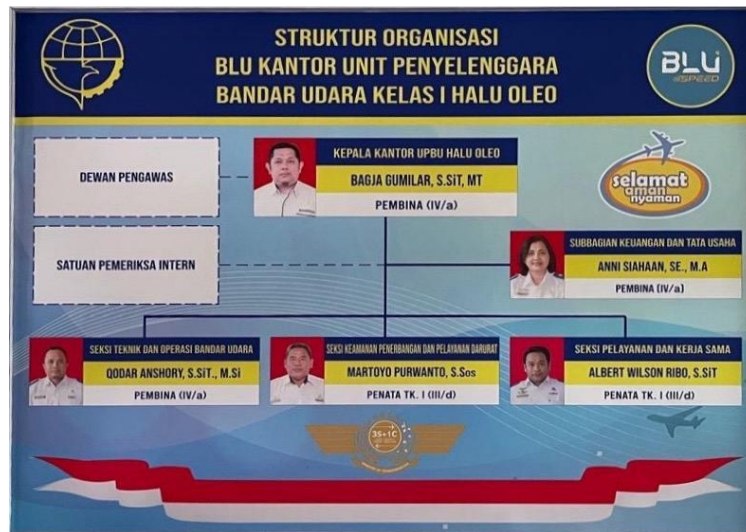 STRUKTUR ORGANISASI
BLU KANTOR UNIT PENYELENGGARA
BANDAR UDARA KELAS I HALU OLEO
BLU
SPEED
DEWAN PENGAWAS
KEPALA KANTOR UPBU HALU OLEO
BAGJA GUMILAR, S.SiT, MT
PEMBINA (IV/a)
selamat
aman
nyaman
SATUAN PEMERIKSA INTERN
SUBBAGIAN KEUANGAN DAN TATA USAHA
ANNI SIAHAAN, SE., M.A
PEMBINA (IV/a)
SEKSI TEKNIK DAN OPERASI BANDAR UDARA
QODAR ANSHORY, S.SiT., M.Si
PEMBINA (IV/a)
SEKSI KEAMANAN PENERBANGAN DAN PELAYANAN DARURAT
MARTOYO PURWANTO, S.Sos
PENATA TK. I (III/d)
SEKSI PELAYANAN DAN KERJA SAMA
ALBERT WILSON RIBO, S.SiT
PENATA TK. I (III/d)
3S+1C